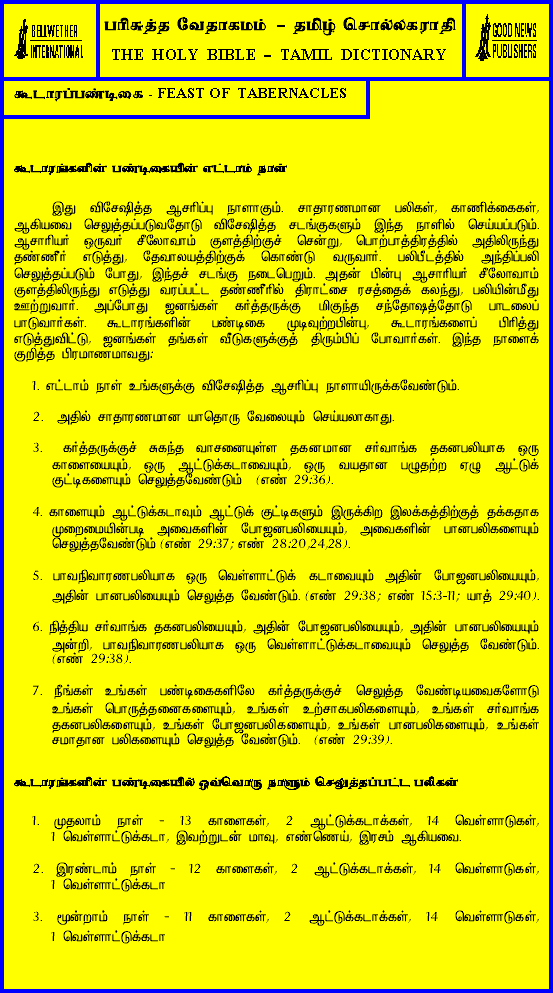 BELLWETHER
INTERNATIONAL
பரிசுத்த வேதாகமம் – தமிழ் சொல்லகராதி
THE HOLY BIBLE – TAMIL DICTIONARY
GOOD NEWS
PUBLISHERS
கூடாரப்பண்டிகை - FEAST OF TABERNACLES
கூடாரங்களின் பண்டிகையின் எட்டாம் நாள்
இது விசேஷித்த ஆசரிப்பு நாளாகும். சாதாரணமான பலிகள், காணிக்கைகள்,
ஆகியவை செலுத்தப்படுவதோடு விசேஷித்த சடங்குகளும் இந்த நாளில் செய்யப்படும்.
ஆசாரியர் ஒருவர் சீலோவாம் குளத்திற்குச் சென்று, பொற்பாத்திரத்தில் அதிலிருந்து
தண்ணீர் எடுத்து, தேவாலயத்திற்குக் கொண்டு வருவார். பலிபீடத்தில் அந்திப்பலி
செலுத்தப்படும் போது, இந்தச் சடங்கு நடைபெறும். அதன் பின்பு ஆசாரியர் சீலோவாம்
குளத்திலிருந்து எடுத்து வரப்பட்ட தண்ணீரில் திராட்சை ரசத்தைக் கலந்து, பலியின்மீது
ஊற்றுவார். அப்போது ஜனங்கள் கர்த்தருக்கு மிகுந்த சந்தோஷத்தோடு பாடலைப்
பாடுவார்கள். கூடாரங்களின் பண்டிகை முடிவுற்றபின்பு, கூடாரங்களைப் பிரித்து
எடுத்துவிட்டு, ஜனங்கள் தங்கள் வீடுகளுக்குத் திரும்பிப் போவார்கள். இந்த நாளைக்
குறித்த பிரமாணமாவது:
1. எட்டாம் நாள் உங்களுக்கு விசேஷித்த ஆசரிப்பு நாளாயிருக்கவேண்டும்.
2. அதில் சாதாரணமான யாதொரு வேலையும் செய்யலாகாது.
3. கர்த்தருக்குச் சுகந்த வாசனையுள்ள தகனமான சர்வாங்க தகனபலியாக ஒரு
காளையையும், ஒரு ஆட்டுக்கடாவையும், ஒரு வயதான பழுதற்ற ஏழு ஆட்டுக்
குட்டிகளையும் செலுத்தவேண்டும் (எண் 29:36).
4. காளையும் ஆட்டுக்கடாவும் ஆட்டுக் குட்டிகளும் இருக்கிற இலக்கத்திற்குத் தக்கதாக
முறைமையின்படி அவைகளின் போஜனபலியையும், அவைகளின் பானபலிகளையும்
செலுத்தவேண்டும் (எண் 29:37; எண் 28:20,24,28).
5. பாவநிவாரணபலியாக ஒரு வெள்ளாட்டுக் கடாவையும் அதின் போஜனபலியையும்,
அதின் பானபலியையும் செலுத்த வேண்டும். (எண் 29:38; எண் 15:3-11; யாத் 29:40).
6. நித்திய சர்வாங்க தகனபலியையும், அதின் போஜனபலியையும், அதின் பானபலியையும்
அன்றி, பாவநிவாரணபலியாக ஒரு வெள்ளாட்டுக்கடாவையும் செலுத்த வேண்டும்.
(எண் 29:38).
7. நீங்கள் உங்கள் பண்டிகைகளிலே கர்த்தருக்குச் செலுத்த வேண்டியவைகளோடு
உங்கள் பொருத்தனைகளையும், உங்கள் உற்சாகபலிகளையும், உங்கள் சர்வாங்க
தகனபலிகளையும், உங்கள் போஜனபலிகளையும், உங்கள் பானபலிகளையும், உங்கள்
சமாதான பலிகளையும் செலுத்த வேண்டும். (எண் 29:39).
கூடாரங்களின் பண்டிகையில் ஒவ்வொரு நாளும் செலுத்தப்பட்ட பலிகள்
1. முதலாம் நாள் - 13 காளைகள், 2 ஆட்டுக்கடாக்கள், 14 வெள்ளாடுகள்,
1 வெள்ளாட்டுக்கடா, இவற்றுடன் மாவு, எண்ணெய், இரசம் ஆகியவை.
2. இரண்டாம் நாள் - 12 காளைகள், 2 ஆட்டுக்கடாக்கள், 14 வெள்ளாடுகள்,
1 வெள்ளாட்டுக்கடா
3. மூன்றாம் நாள் - 11 காளைகள், 2 ஆட்டுக்கடாக்கள், 14 வெள்ளாடுகள்,
1 வெள்ளாட்டுக்கடா